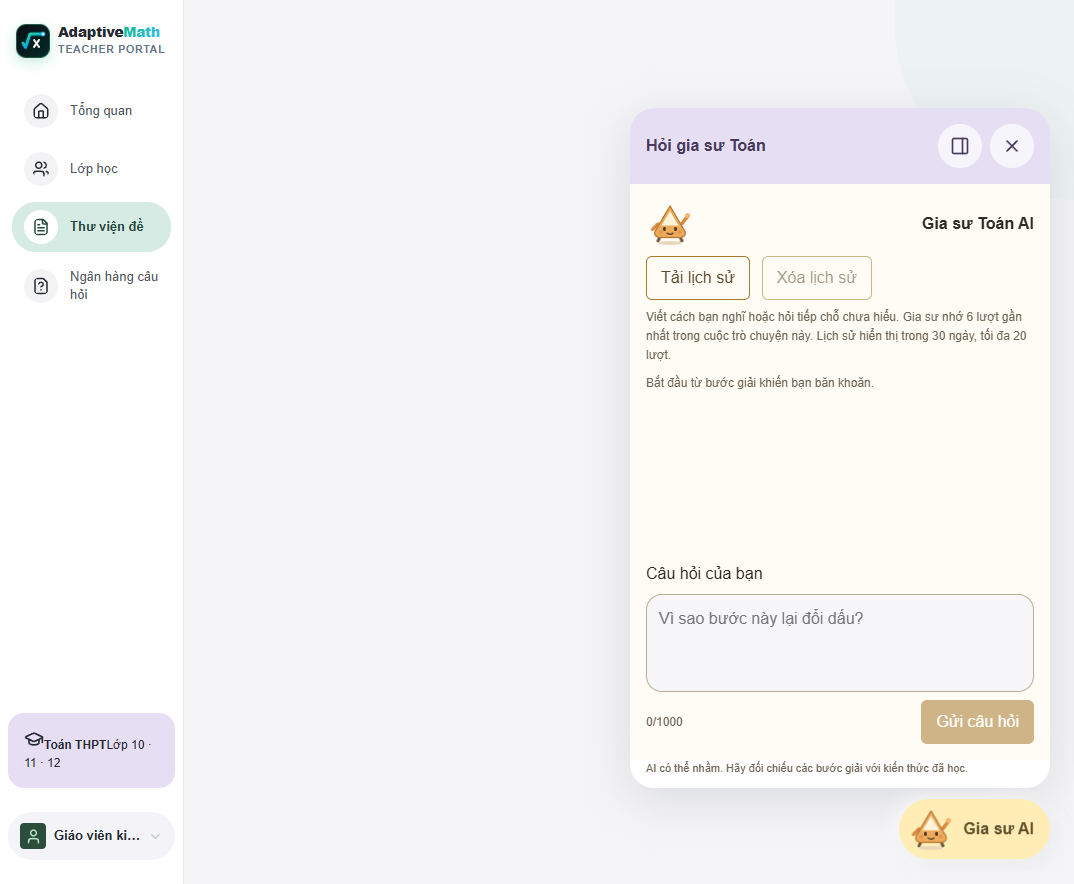 AdaptiveMath
TEACHER PORTAL
Tổng quan
Lớp học
Thư viện đề
Ngân hàng câu
hỏi
Toán THPTLớp 10 ·
11 · 12
Giáo viên ki...
Hỏi gia sư Toán
Gia sư Toán AI
Tải lịch sử
Xóa lịch sử
Viết cách bạn nghĩ hoặc hỏi tiếp chỗ chưa hiểu. Gia sư nhớ 6 lượt gần
nhất trong cuộc trò chuyện này. Lịch sử hiển thị trong 30 ngày, tối đa 20
lượt.
Bắt đầu từ bước giải khiến bạn băn khoăn.
Câu hỏi của bạn
Vì sao bước này lại đổi dấu?
0/1000
Gửi câu hỏi
AI có thể nhầm. Hãy đối chiếu các bước giải với kiến thức đã học.
Gia sư AI